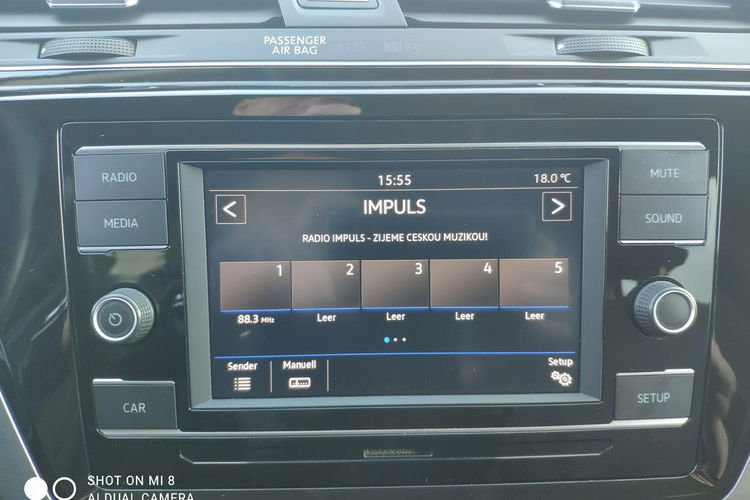 PASSENGER
AIR BAG
RADIO
MUTE
MEDIA
SOUND
15:55
18.0 °C
<
IMPULS
>
RADIO IMPULS - ZIJEME CESKOU MUZIKOU!
1 2 3 4 5
88.3 MHz Leer Leer Leer Leer
Sender Manuell Setup
CAR
SETUP
SHOT ON MI 8
AI DUAL CAMERA